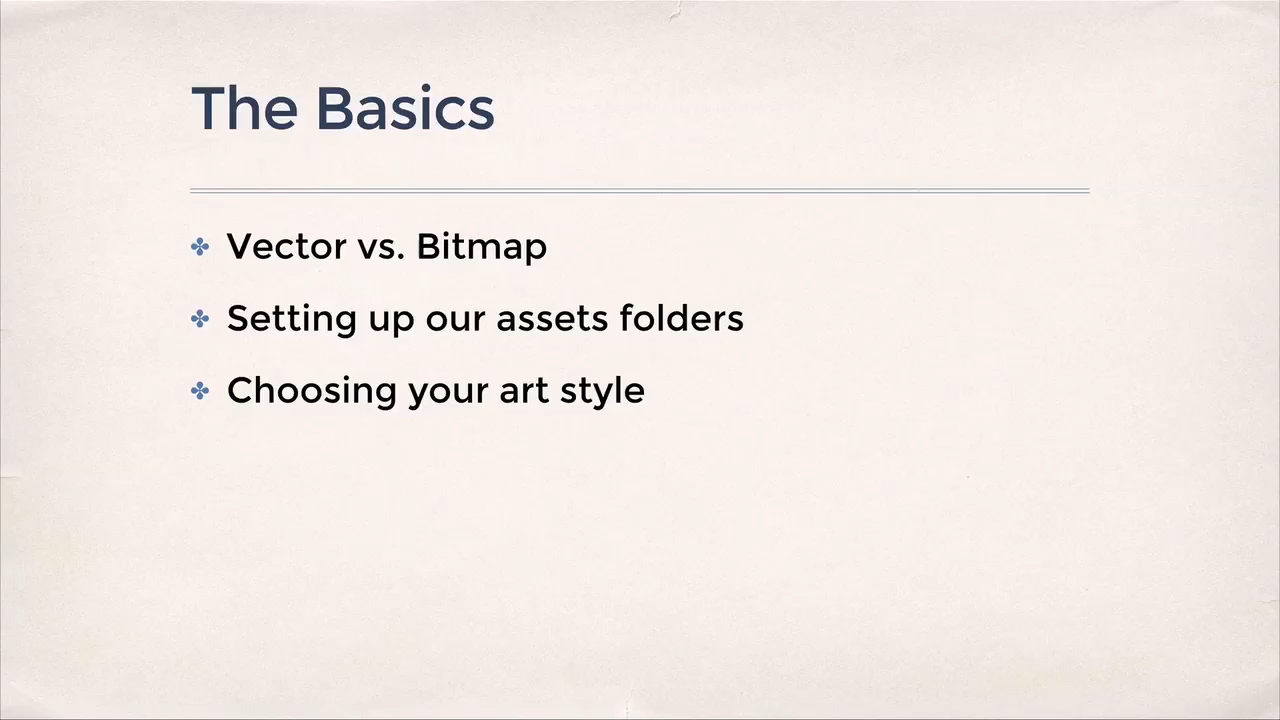 The Basics
Vector vs. Bitmap
Setting up our assets folders
Choosing your art style